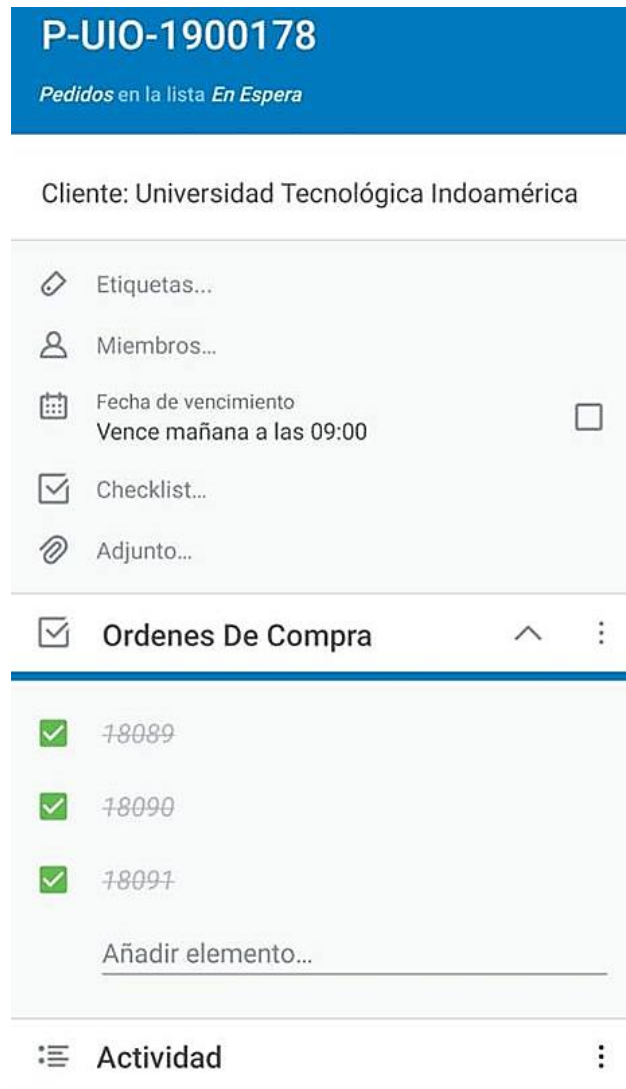 P-UIO-1900178
Pedidos en la lista En Espera
Cliente: Universidad Tecnológica Indoamérica
Etiquetas...
Miembros...
Fecha de vencimiento
Vence mañana a las 09:00
Checklist...
Adjunto...
Ordenes De Compra
18089
18090
18091
Añadir elemento...
Actividad